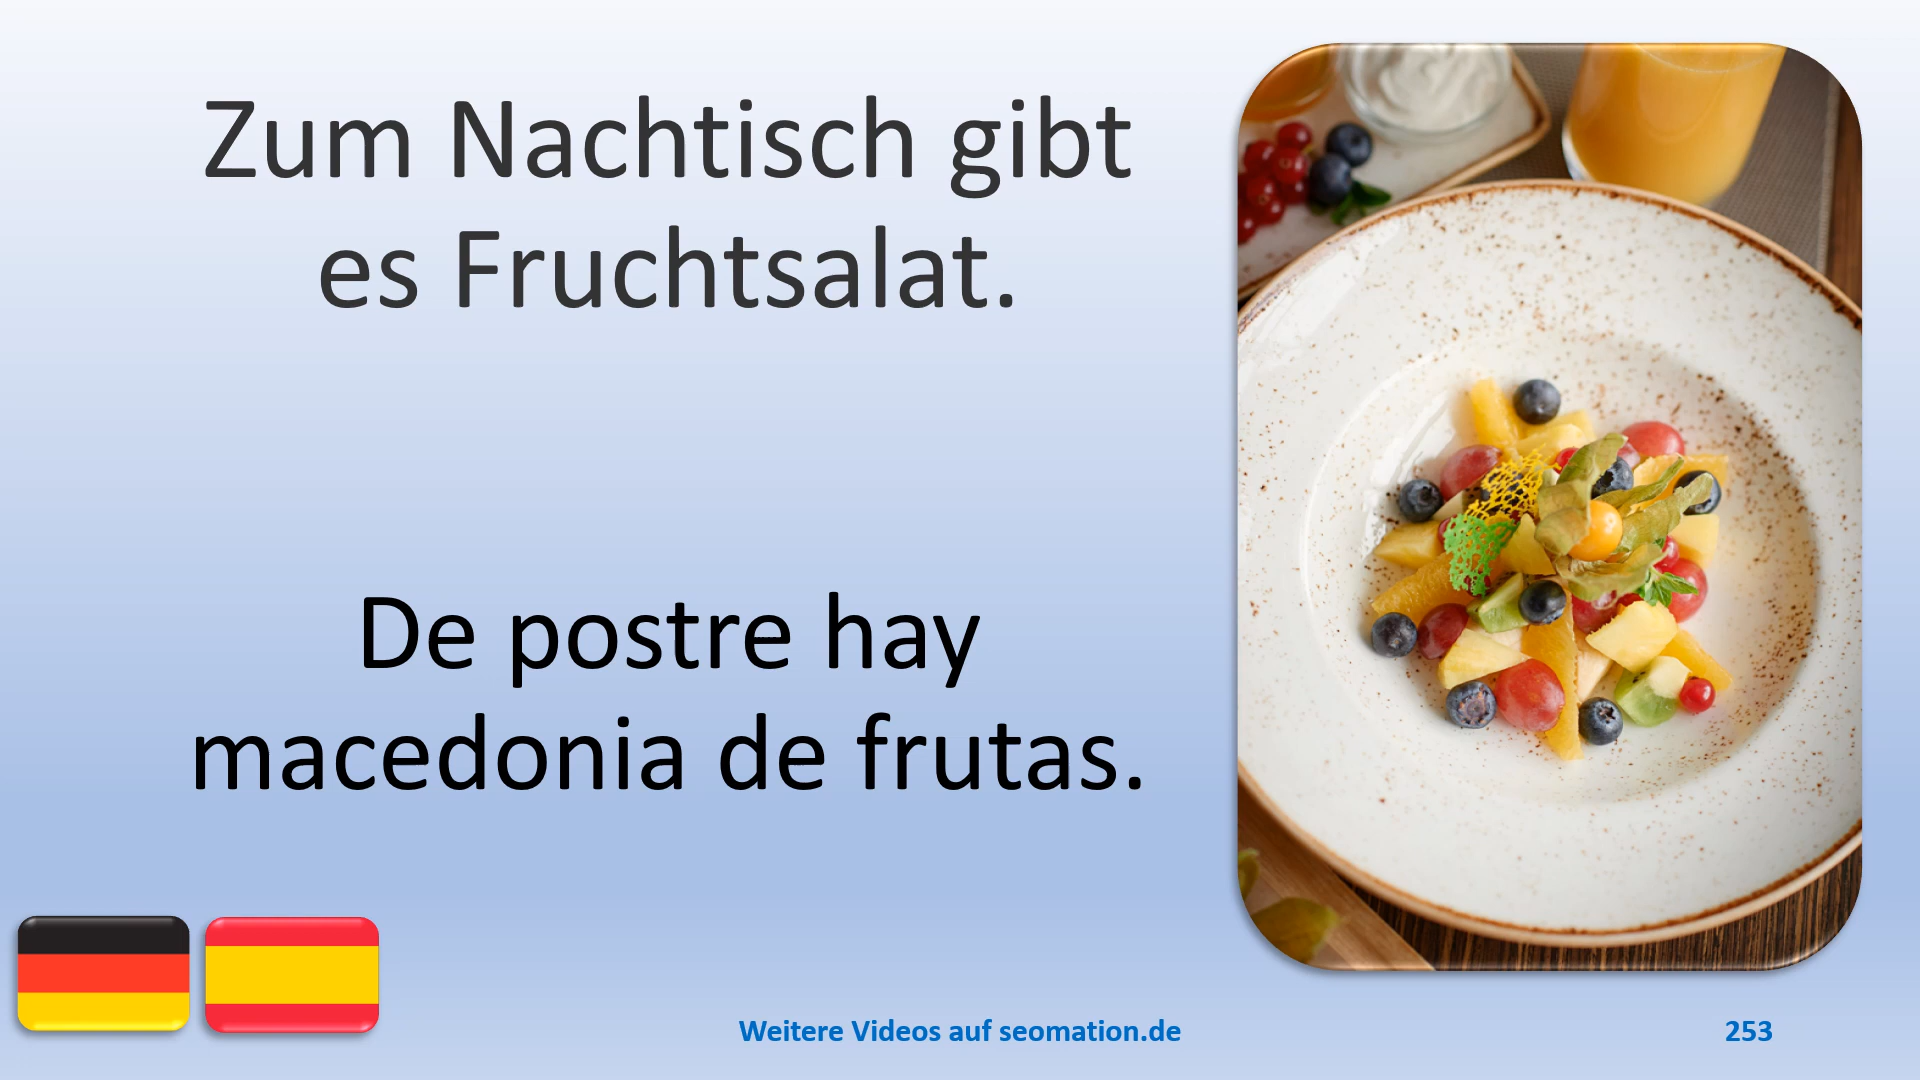 Zum Nachtisch gibt
es Fruchtsalat.
De postre hay
macedonia de frutas.
Weitere Videos auf seomation.de
253